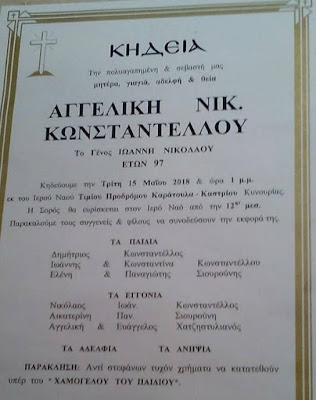 ΚΗΔΕΙΑ
Την πολυαγαπημένη & σεβαστή μας
μητέρα, γιαγιά, αδελφή & θεία
ΑΓΓΕΛΙΚΗ ΝΙΚ.
ΚΩΝΣΤΑΝΤΕΛΛΟΥ
Το Γένος ΙΩΑΝΝΗ ΝΙΚΟΛΑΟΥ
ΕΤΩΝ 97
Κηδεύουμε την Τρίτη 15 Μαΐου 2018 & ώρα 1 μ.μ.
εκ του Ιερού Ναού Τιμίου Προδρόμου Καράτουλα - Καστρίου Κυνουρίας.
Η Σορός θα ευρίσκεται στον Ιερό Ναό από την 12ην μεσ.
Παρακαλούμε τους συγγενείς & φίλους να συνοδεύσουν την εκφορά της.
ΤΑ ΠΑΙΔΙΑ
Δημήτριος Κωνσταντέλλος
Ιωάννης & Κωνσταντίνα Κωνσταντέλλου
Ελένη & Παναγιώτης Σιουρούνης
ΤΑ ΕΓΓΟΝΙΑ
Νικόλαος Ιωάν. Κωνσταντέλλος
Αικατερίνη Παν. Σιουρούνη
Αγγελική & Ευάγγελος Χατζηστυλιανός
ΤΑ ΑΔΕΛΦΙΑ ΤΑ ΑΝΗΨΙΑ
ΠΑΡΑΚΛΗΣΗ: Αντί στεφάνων τυχόν χρήματα να κατατεθούν
υπέρ του " ΧΑΜΟΓΕΛΟΥ ΤΟΥ ΠΑΙΔΙΟΥ".